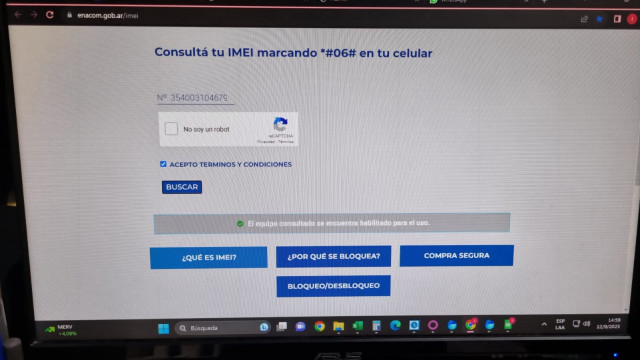 enacom.gob.ar/imei
Consultá tu IMEI marcando *#06# en tu celular
Nº 354003104679
No soy un robot
reCAPTCHA
Privacidad - Términos
ACEPTO TERMINOS Y CONDICIONES
BUSCAR
El equipo consultado se encuentra habilitado para el uso.
¿QUÉ ES IMEI?
¿POR QUÉ SE BLOQUEA?
COMPRA SEGURA
BLOQUEO/DESBLOQUEO
MERV
+4,09%
Búsqueda
ESP
LAA
14:59
22/9/2023
ASUS